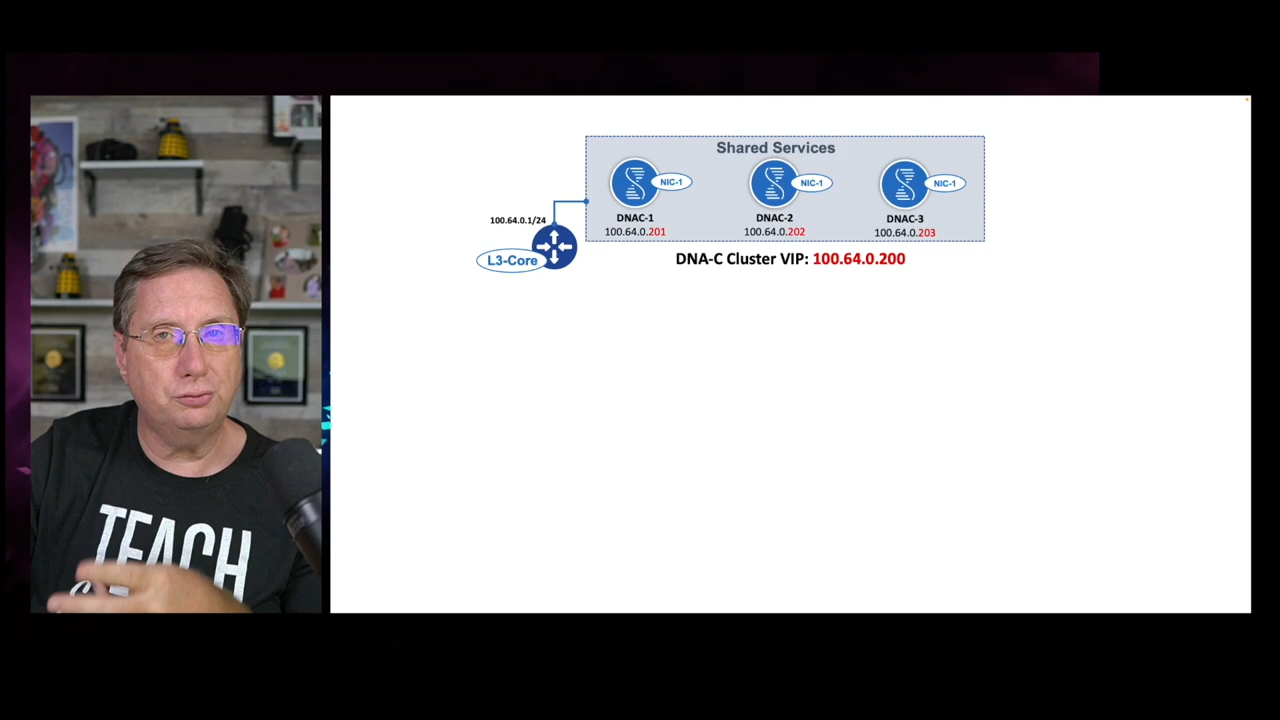 Shared Services
NIC-1
NIC-1
NIC-1
DNAC-1
DNAC-2
DNAC-3
100.64.0.201
100.64.0.202
100.64.0.203
100.64.0.1/24
L3-Core
DNA-C Cluster VIP: 100.64.0.200
TEACH